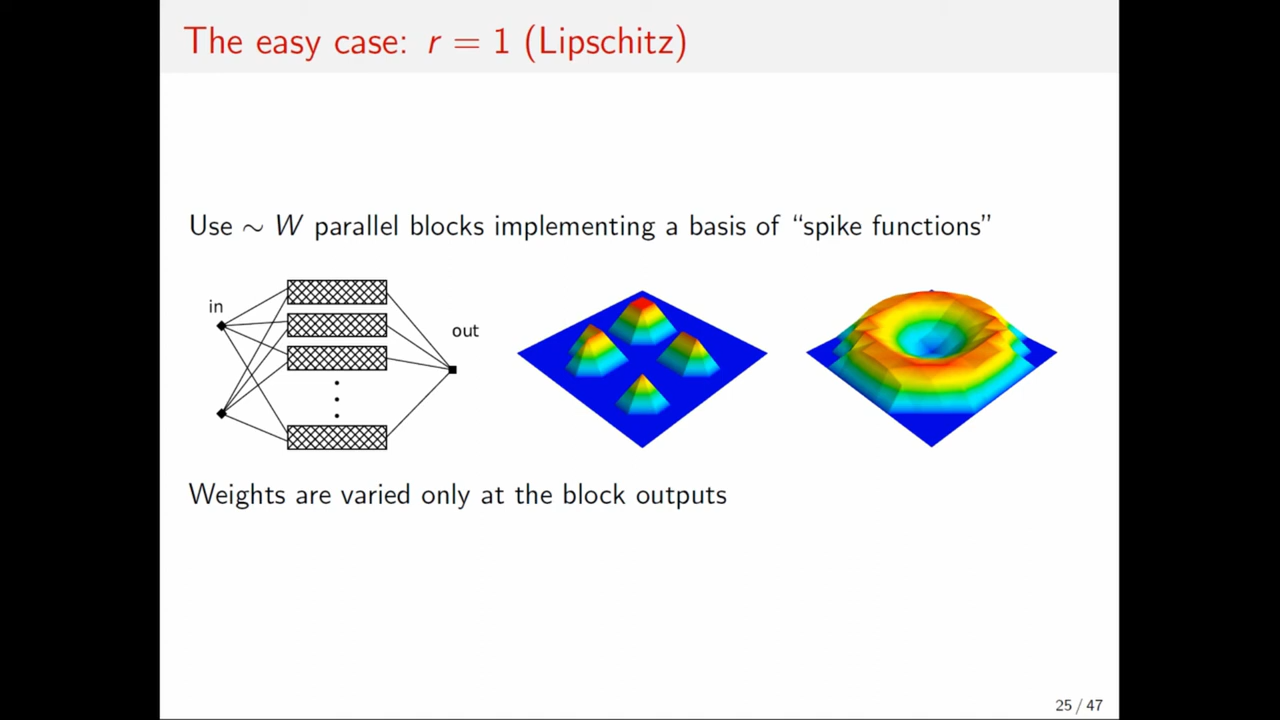 The easy case: r = 1 (Lipschitz)
Use ∼ W parallel blocks implementing a basis of “spike functions”
in
out
Weights are varied only at the block outputs
25 / 47